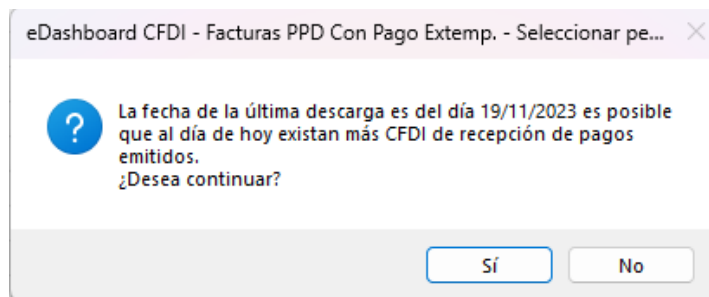 eDashboard CFDI - Facturas PPD Con Pago Extemp. - Seleccionar pe...
La fecha de la última descarga es del día 19/11/2023 es posible
que al día de hoy existan más CFDI de recepción de pagos
emitidos.
¿Desea continuar?
Sí No